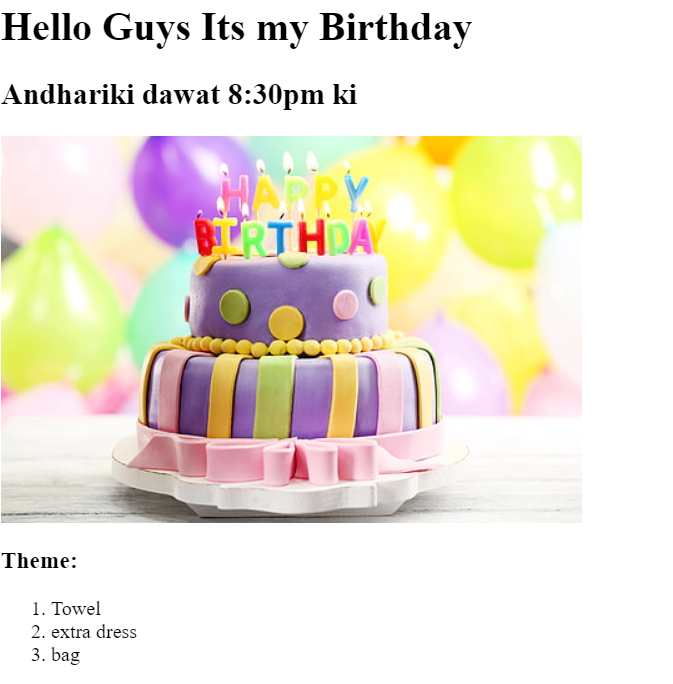 Hello Guys Its my Birthday
Andhariki dawat 8:30pm ki
HAPPY
BIRTHDAY
Theme:
1. Towel
2. extra dress
3. bag